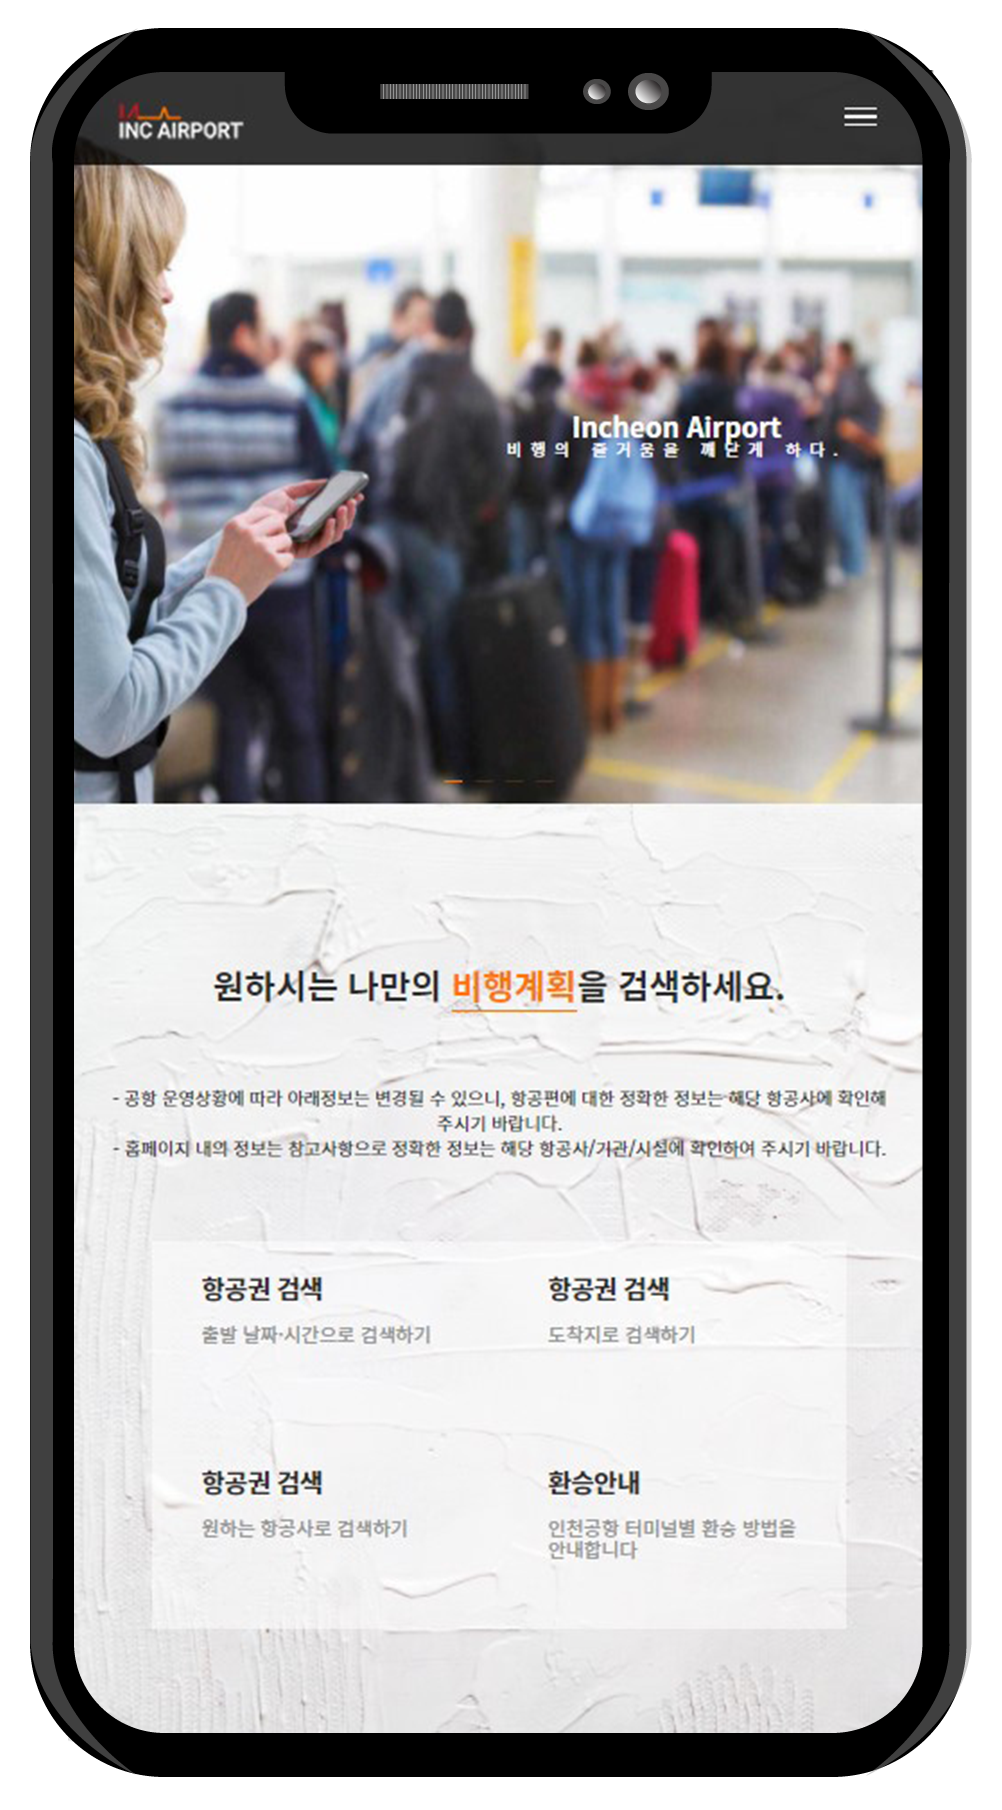 INC AIRPORT
Incheon Airport
비행의 즐거움을 깨닫게 하다.
원하시는 나만의 비행계획을 검색하세요.
- 공항 운영상황에 따라 아래정보는 변경될 수 있으니, 항공편에 대한 정확한 정보는 해당 항공사에 확인해
주시기 바랍니다.
- 홈페이지 내의 정보는 참고사항으로 정확한 정보는 해당 항공사/기관/시설에 확인하여 주시기 바랍니다.
항공권 검색
출발 날짜·시간으로 검색하기
항공권 검색
도착지로 검색하기
항공권 검색
원하는 항공사로 검색하기
환승안내
인천공항 터미널별 환승 방법을
안내합니다